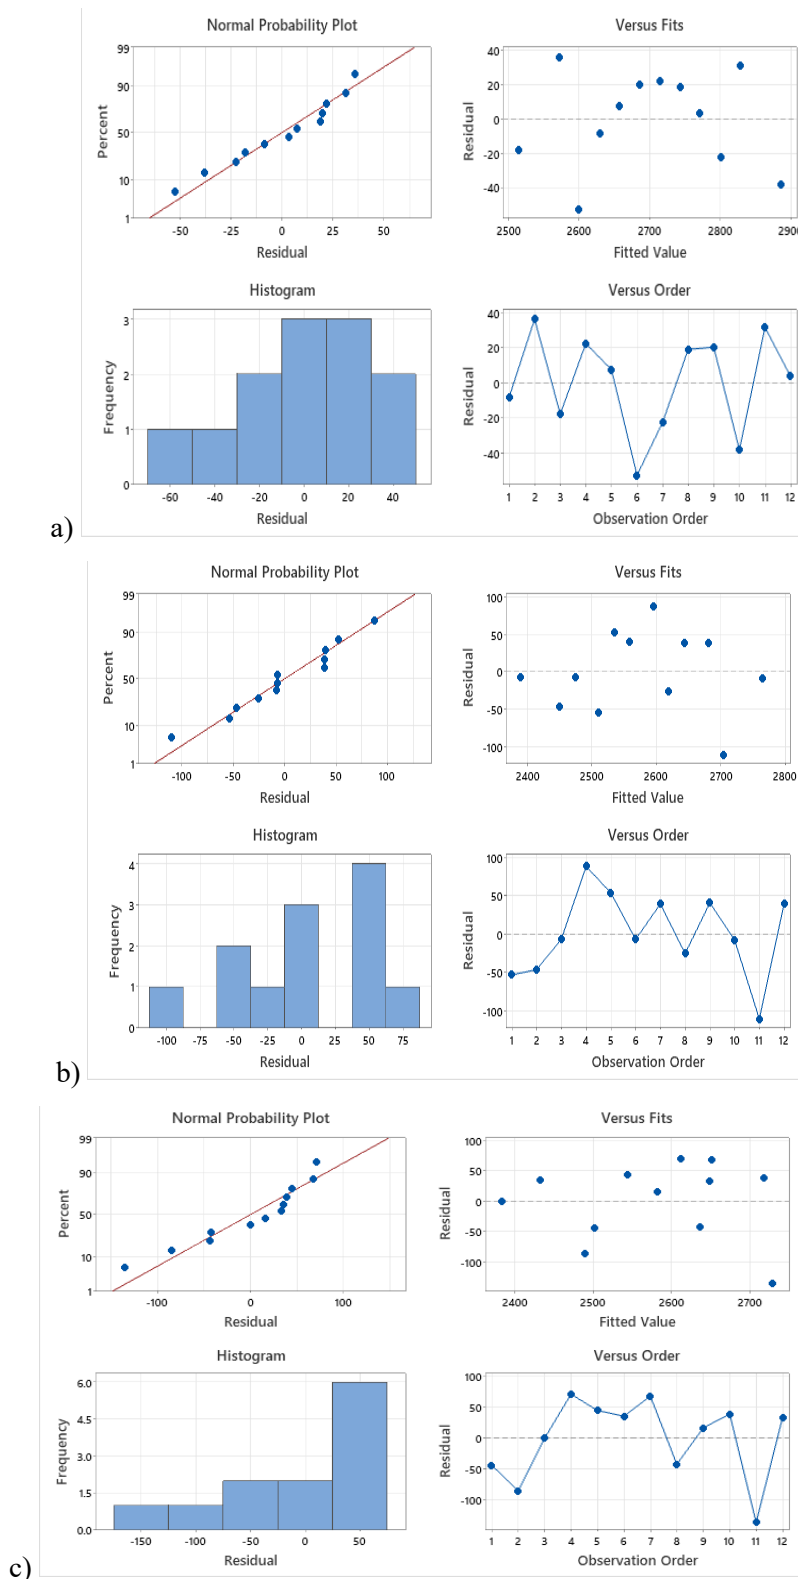 Normal Probability Plot
Versus Fits
99
90
50
10
1
Percent
-50 -25 0 25 50
Residual
40
20
0
-20
-40
Residual
2500 2600 2700 2800 2900
Fitted Value
Histogram
Versus Order
3
2
1
0
Frequency
-60 -40 -20 0 20 40
Residual
40
20
0
-20
-40
Residual
1 2 3 4 5 6 7 8 9 10 11 12
Observation Order
a)
Normal Probability Plot
Versus Fits
99
90
50
10
1
Percent
-100 -50 0 50 100
Residual
100
50
0
-50
-100
Residual
2400 2500 2600 2700 2800
Fitted Value
Histogram
Versus Order
4
3
2
1
0
Frequency
-100 -75 -50 -25 0 25 50 75
Residual
100
50
0
-50
-100
Residual
1 2 3 4 5 6 7 8 9 10 11 12
Observation Order
b)
Normal Probability Plot
Versus Fits
99
90
50
10
1
Percent
-100 0 100
Residual
100
50
0
-50
-100
Residual
2400 2500 2600 2700
Fitted Value
Histogram
Versus Order
6.0
4.5
3.0
1.5
0.0
Frequency
-150 -100 -50 0 50
Residual
100
50
0
-50
-100
Residual
1 2 3 4 5 6 7 8 9 10 11 12
Observation Order
c)